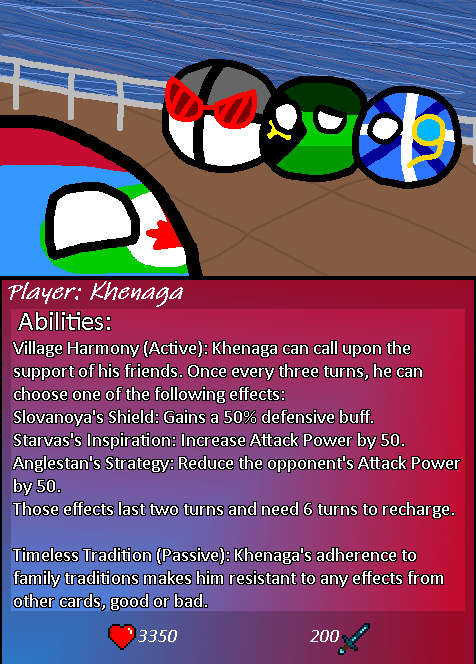 Player: Khenaga
Abilities:
Village Harmony (Active): Khenaga can call upon the
support of his friends. Once every three turns, he can
choose one of the following effects:
Slovanoya's Shield: Gains a 50% defensive buff.
Starvas's Inspiration: Increase Attack Power by 50.
Anglestan's Strategy: Reduce the opponent's Attack Power
by 50.
Those effects last two turns and need 6 turns to recharge.
Timeless Tradition (Passive): Khenaga's adherence to
family traditions makes him resistant to any effects from
other cards, good or bad.
3350 200